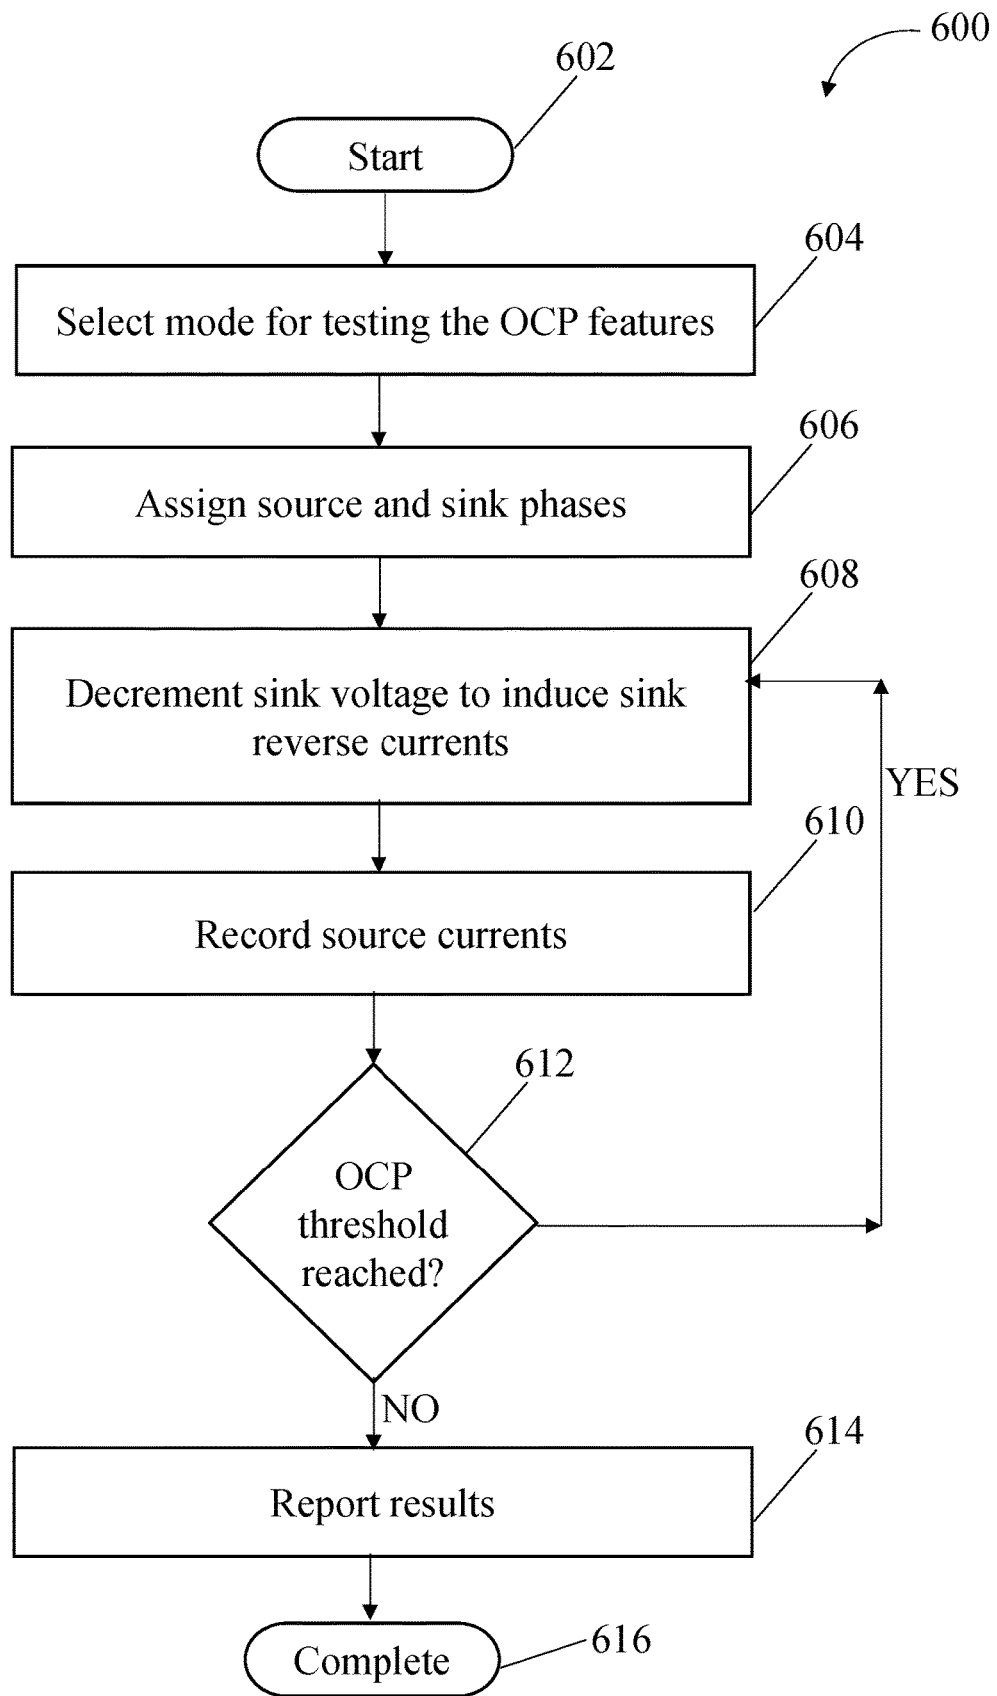 600
602
Start
604
Select mode for testing the OCP features
606
Assign source and sink phases
608
Decrement sink voltage to induce sink
reverse currents
YES
610
Record source currents
612
OCP
threshold
reached?
NO
614
Report results
616
Complete